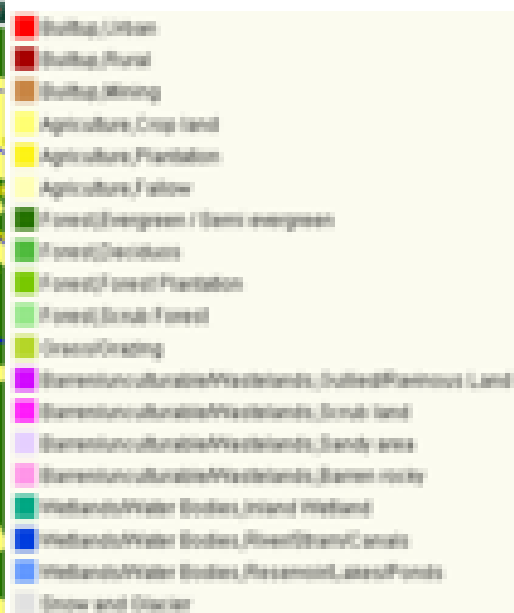 Builtup,Urban
Builtup,Rural
Builtup,Mining
Agriculture,Crop land
Agriculture,Plantation
Agriculture,Fallow
Forest,Evergreen / Semi evergreen
Forest,Deciduous
Forest,Forest Plantation
Forest,Scrub Forest
Grass/Grazing
Barren/unculturable/Wastelands, Land
Barren/unculturable/Wastelands,Scrub land
Barren/unculturable/Wastelands,Sandy area
Barren/unculturable/Wastelands,Barren rocky
Wetlands/Water Bodies,Inland Wetland
Wetlands/Water Bodies,River/Stream/Canals
Wetlands/Water Bodies,Reservoir/Lakes/Ponds
Snow and Glacier